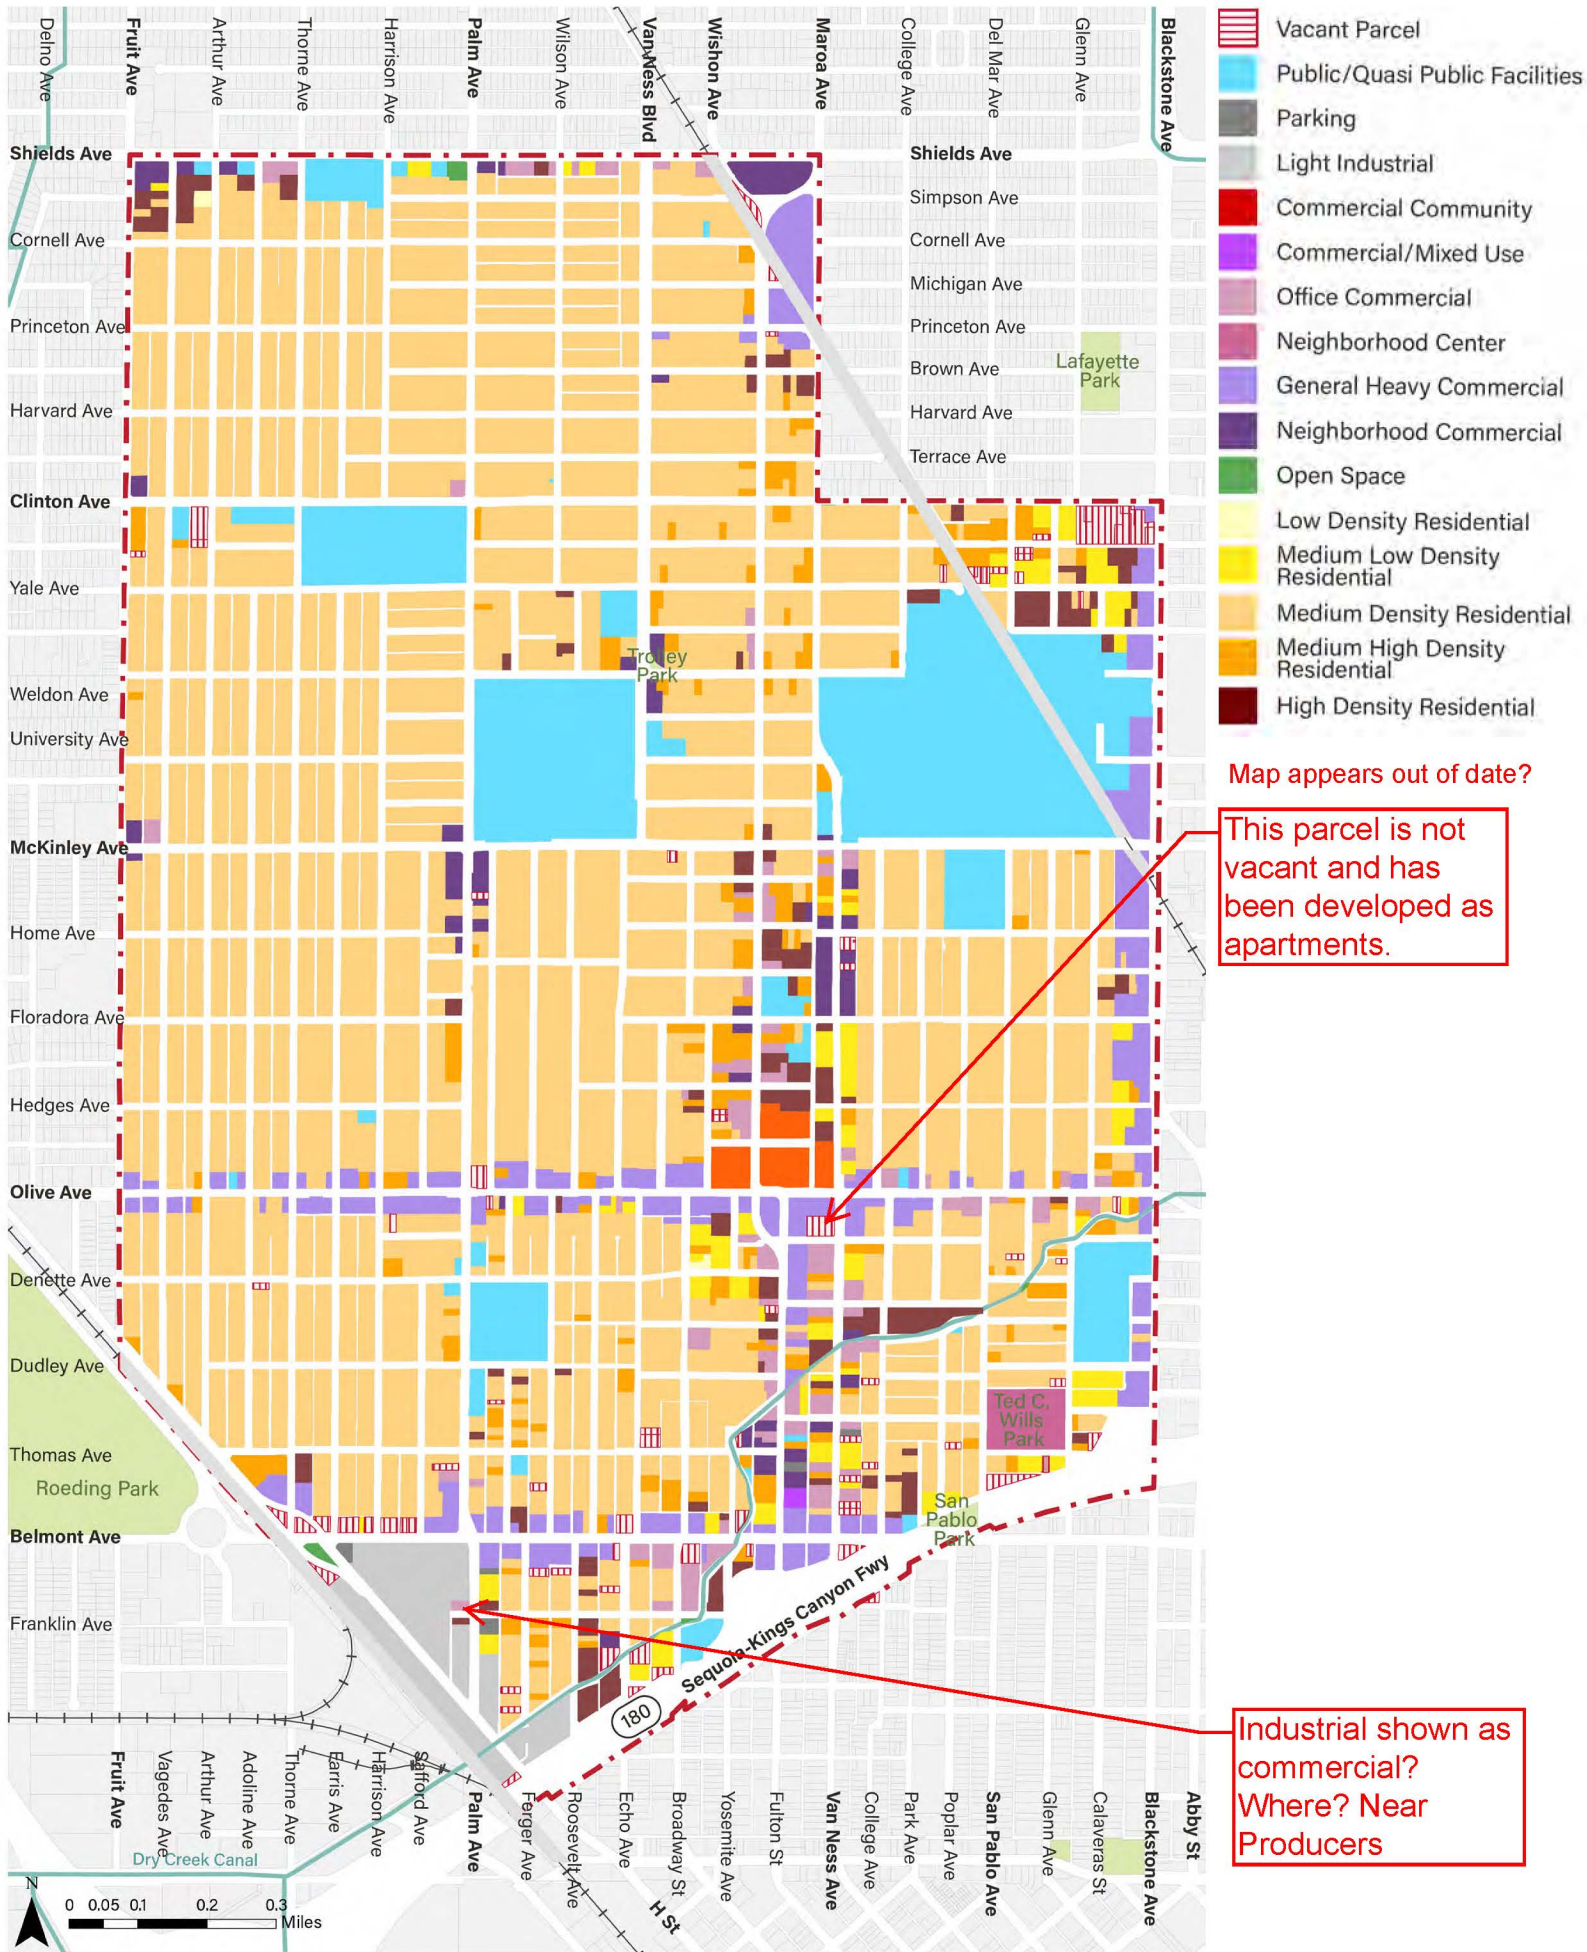 Delno Ave
Fruit Ave
Arthur Ave
Thorne Ave
Harrison Ave
Palm Ave
Wilson Ave
Van Ness Blvd
Wishon Ave
Maroa Ave
College Ave
Del Mar Ave
Glenn Ave
Blackstone Ave
Vacant Parcel
Public/Quasi Public Facilities
Parking
Light Industrial
Commercial Community
Commercial/Mixed Use
Office Commercial
Neighborhood Center
General Heavy Commercial
Neighborhood Commercial
Open Space
Low Density Residential
Medium Low Density
Residential
Medium Density Residential
Medium High Density
Residential
High Density Residential
Map appears out of date?
This parcel is not
vacant and has
been developed as
apartments.
Industrial shown as
commercial?
Where? Near
Producers
Shields Ave
Cornell Ave
Princeton Ave
Harvard Ave
Clinton Ave
Yale Ave
Weldon Ave
University Ave
McKinley Ave
Home Ave
Floradora Ave
Hedges Ave
Olive Ave
Denette Ave
Dudley Ave
Thomas Ave
Roeding Park
Belmont Ave
Franklin Ave
Shields Ave
Simpson Ave
Cornell Ave
Michigan Ave
Princeton Ave
Brown Ave
Harvard Ave
Terrace Ave
Lafayette
Park
Trolley
Park
Ted C.
Wills
Park
San
Pablo
Park
Sequoia-Kings Canyon Fwy
180
Fruit Ave
Vagedes Ave
Arthur Ave
Adoline Ave
Thorne Ave
Farris Ave
Harrison Ave
Safford Ave
Palm Ave
Ferger Ave
Roosevelt Ave
Echo Ave
Broadway St
Yosemite Ave
Fulton St
Van Ness Ave
College Ave
Park Ave
Poplar Ave
San Pablo Ave
Glenn Ave
Calaveras St
Blackstone Ave
Abby St
H St
Dry Creek Canal
N
0 0.05 0.1 0.2 0.3
Miles